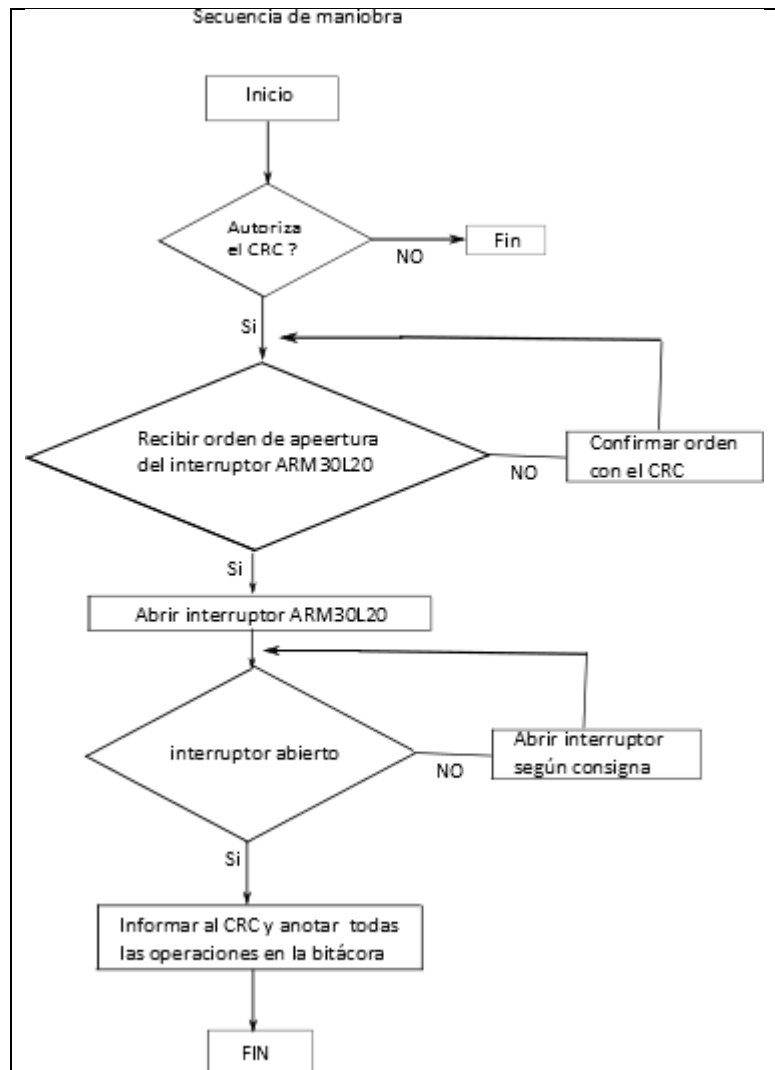 Secuencia de maniobra
Inicio
Autoriza
el CRC ?
NO
Fin
Si
Recibir orden de apeertura
del interruptor ARM30L20
NO
Confirmar orden
con el CRC
Si
Abrir interruptor ARM30L20
interruptor abierto
NO
Abrir interruptor
según consigna
Si
Informar al CRC y anotar todas
las operaciones en la bitácora
FIN